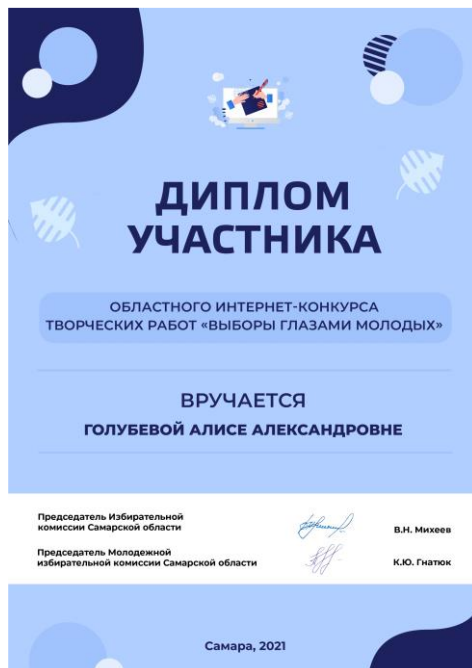 ДИПЛОМ
УЧАСТНИКА
ОБЛАСТНОГО ИНТЕРНЕТ-КОНКУРСА
ТВОРЧЕСКИХ РАБОТ «ВЫБОРЫ ГЛАЗАМИ МОЛОДЫХ»
ВРУЧАЕТСЯ
ГОЛУБЕВОЙ АЛИСЕ АЛЕКСАНДРОВНЕ
Председатель Избирательной
комиссии Самарской области
В.Н. Михеев
Председатель Молодежной
избирательной комиссии Самарской области
К.Ю. Гнатюк
Самара, 2021